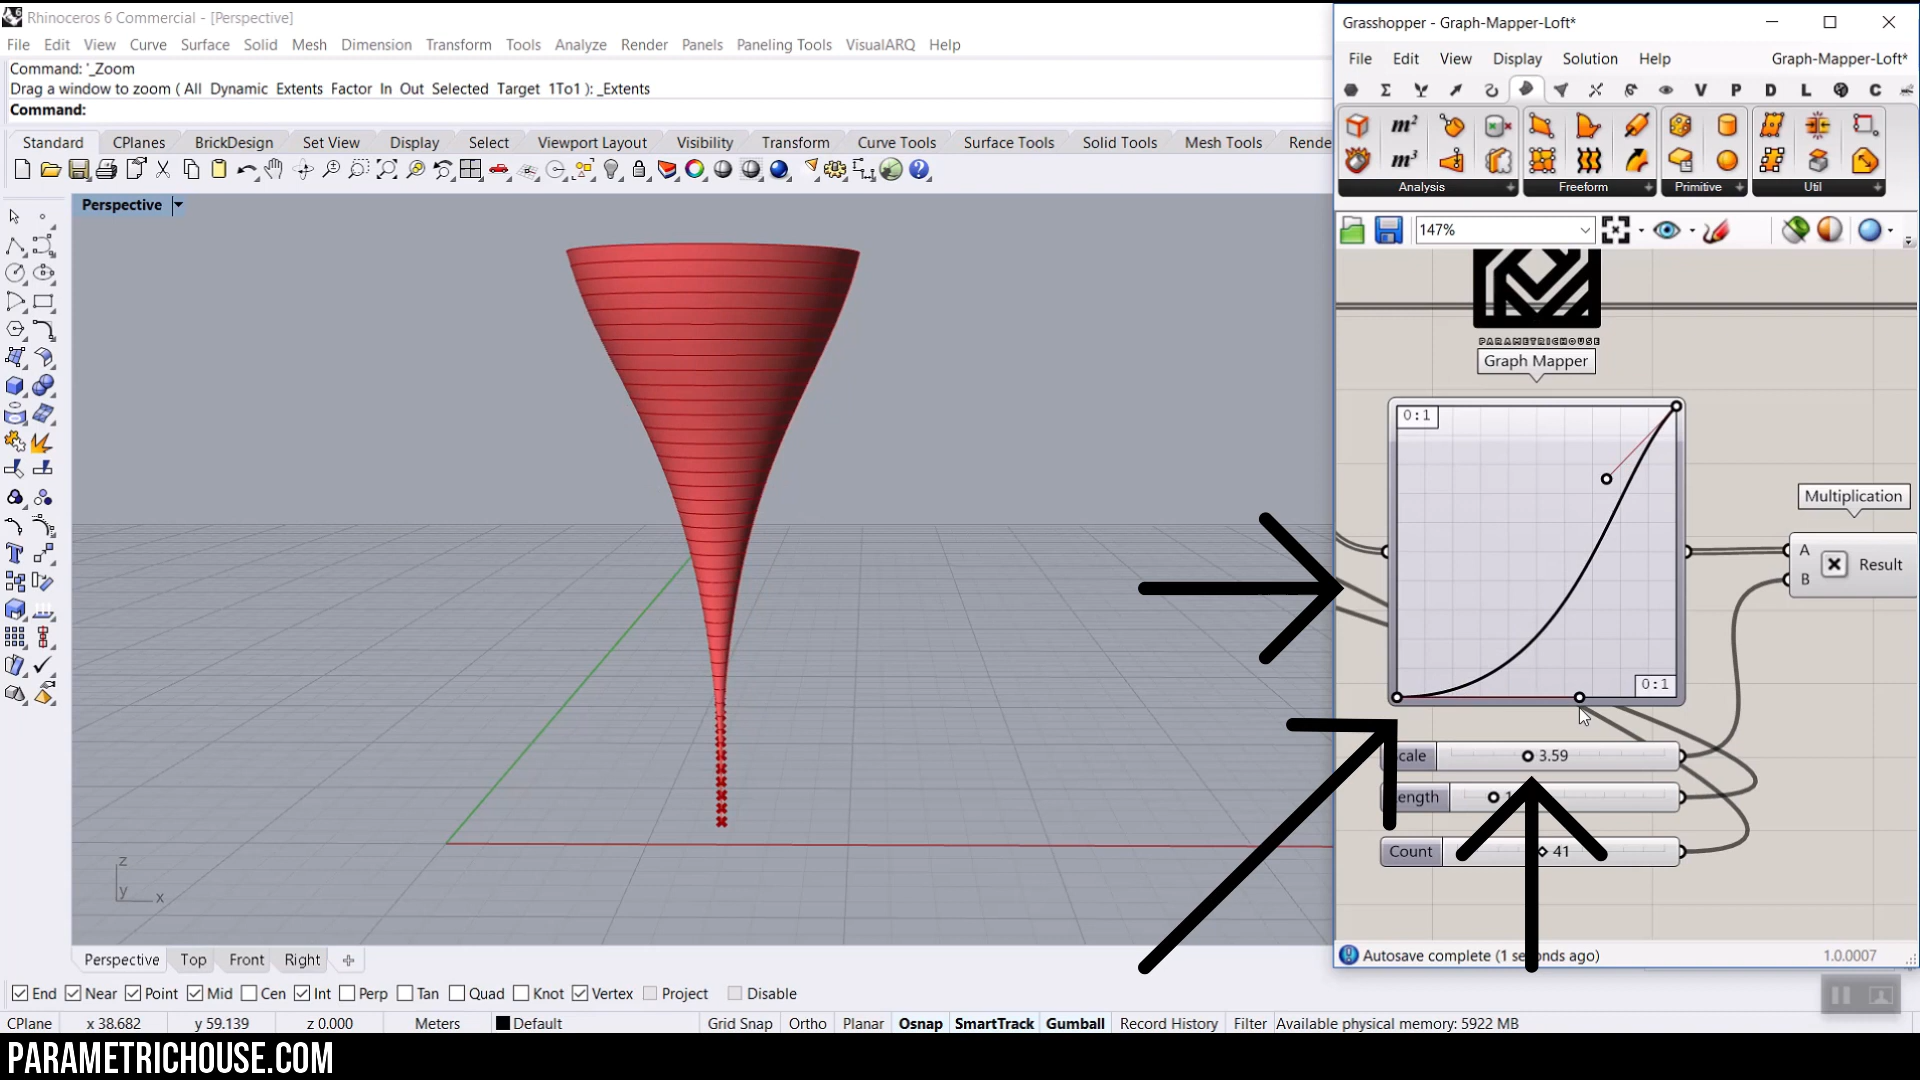 Rhinoceros 6 Commercial - [Perspective]
File Edit View Curve Surface Solid Mesh Dimension Transform Tools Analyze Render Panels Paneling Tools VisualARQ Help
Command: '_Zoom
Drag a window to zoom ( All Dynamic Extents Factor In Out Selected Target 1To1 ): _Extents
Command:
Standard CPlanes BrickDesign Set View Display Select Viewport Layout Visibility Transform Curve Tools Surface Tools Solid Tools Mesh Tools Rende
Perspective
z
y x
Perspective Top Front Right
End Near Point Mid Cen Int Perp Tan Quad Knot Vertex Project Disable
CPlane x 38.682 y 59.139 z 0.000 Meters Default Grid Snap Ortho Planar Osnap SmartTrack Gumball Record History Filter Available physical memory: 5922 MB
PARAMETRICHOUSE.COM
Grasshopper - Graph-Mapper-Loft*
File Edit View Display Solution Help Graph-Mapper-Loft*
V P D L C
m² m³
Analysis Freeform Primitive Util
147%
PARAMETRICHOUSE
Graph Mapper
0:1
0:1
Multiplication
A
B
Result
cale 3.59
ength
Count 41
Autosave complete (1 seconds ago) 1.0.0007